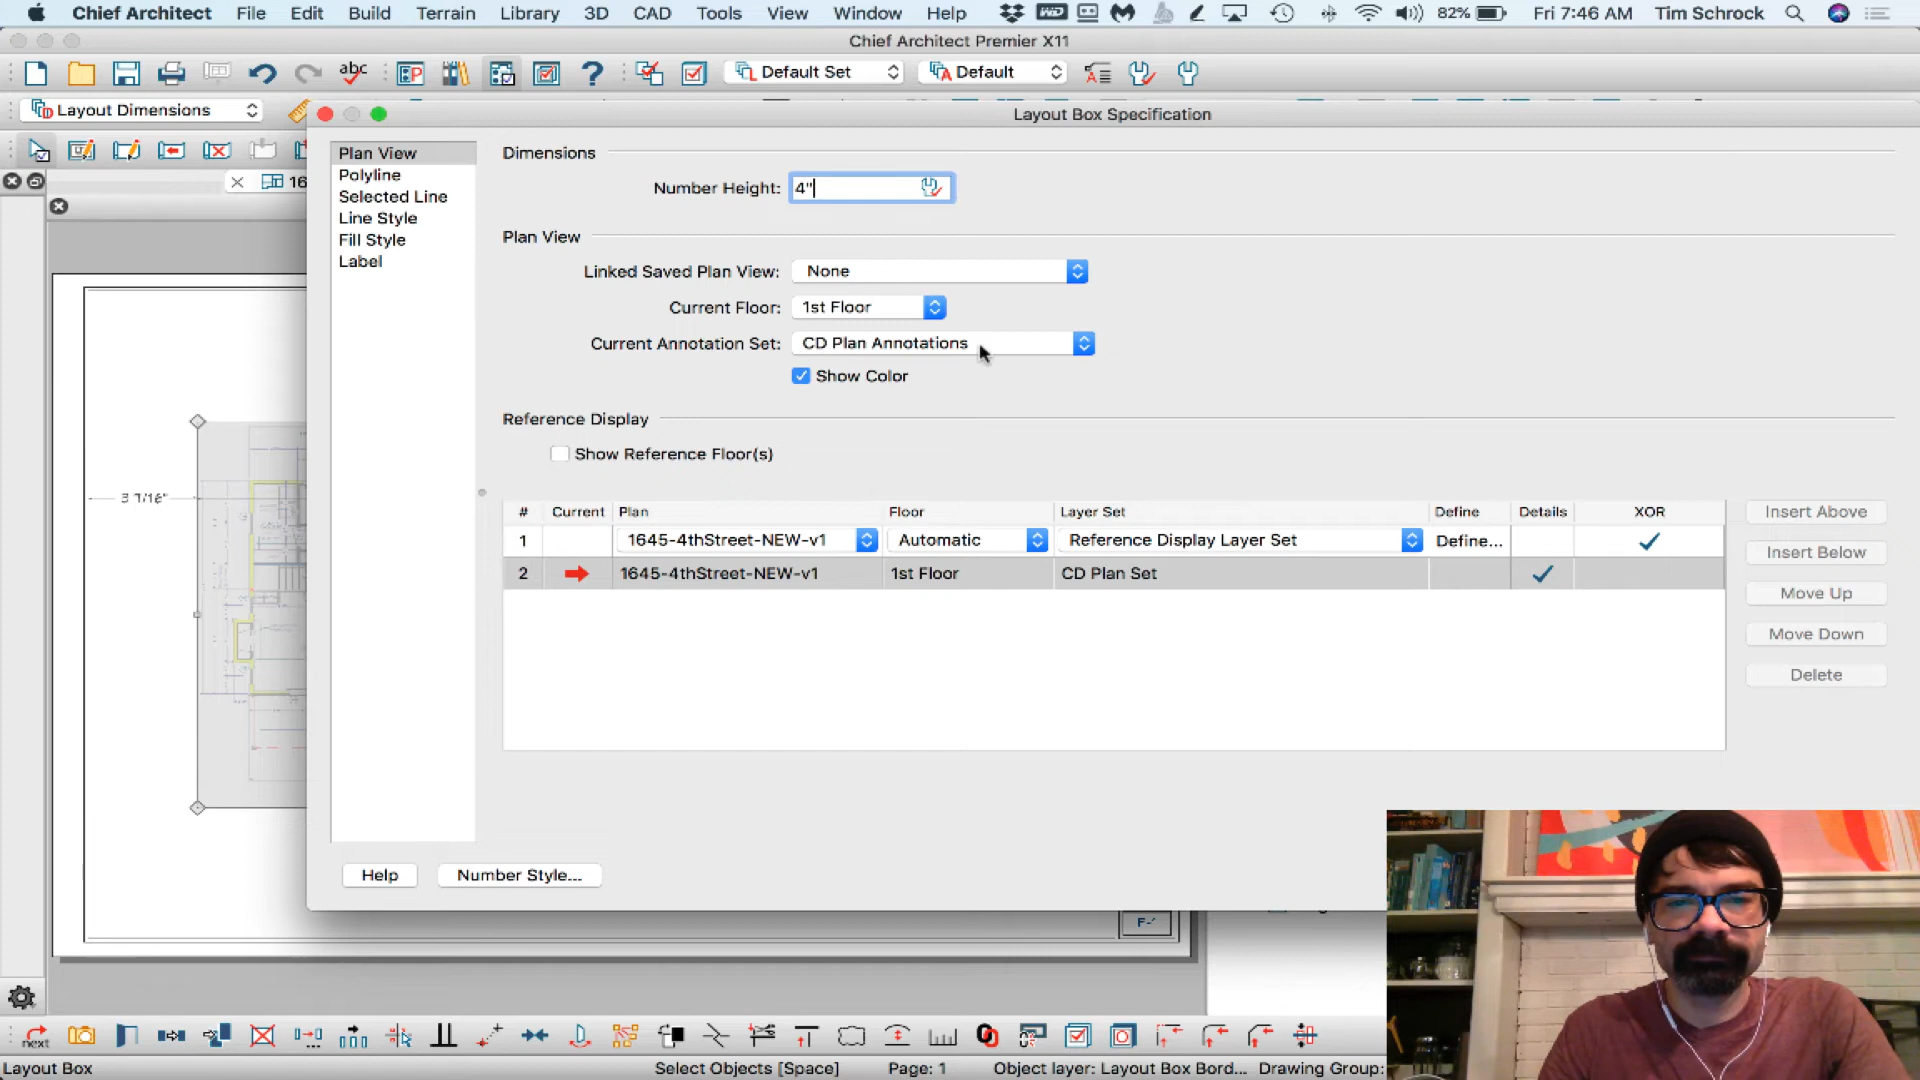 Chief Architect File Edit Build Terrain Library 3D CAD Tools View Window Help 82% Fri 7:46 AM Tim Schrock
Chief Architect Premier X11
abc Default Set Default
Layout Dimensions
Layout Box Specification
16
Plan View
Polyline
Selected Line
Line Style
Fill Style
Label
Dimensions
Number Height: 4"
Plan View
Linked Saved Plan View: None
Current Floor: 1st Floor
Current Annotation Set: CD Plan Annotations
Show Color
Reference Display
Show Reference Floor(s)
# Current Plan Floor Layer Set Define Details XOR
1 1645-4thStreet-NEW-v1 Automatic Reference Display Layer Set Define...
2 1645-4thStreet-NEW-v1 1st Floor CD Plan Set
Insert Above
Insert Below
Move Up
Move Down
Delete
3 7/16"
Help Number Style...
next
Layout Box Select Objects [Space] Page: 1 Object layer: Layout Box Bord... Drawing Group: